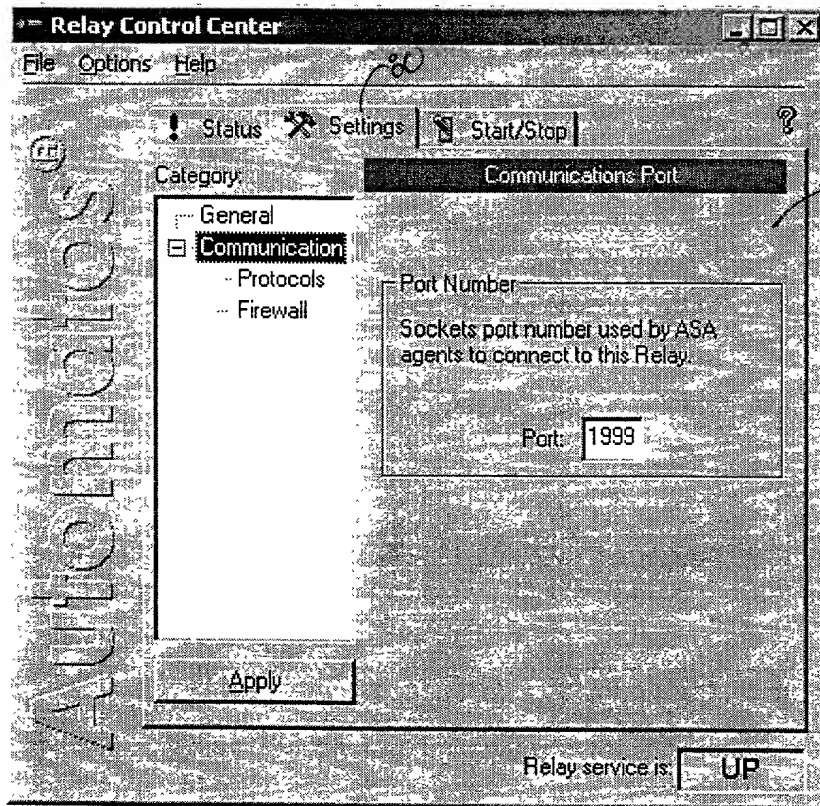 Relay Control Center
File Options Help
80
! Status Settings Start/Stop ?
Category:
Communications Port
General
Communication
Protocols
Firewall
Port Number
Sockets port number used by ASA
agents to connect to this Relay.
Port: 1999
Apply
Relay service is: UP
Autonomous